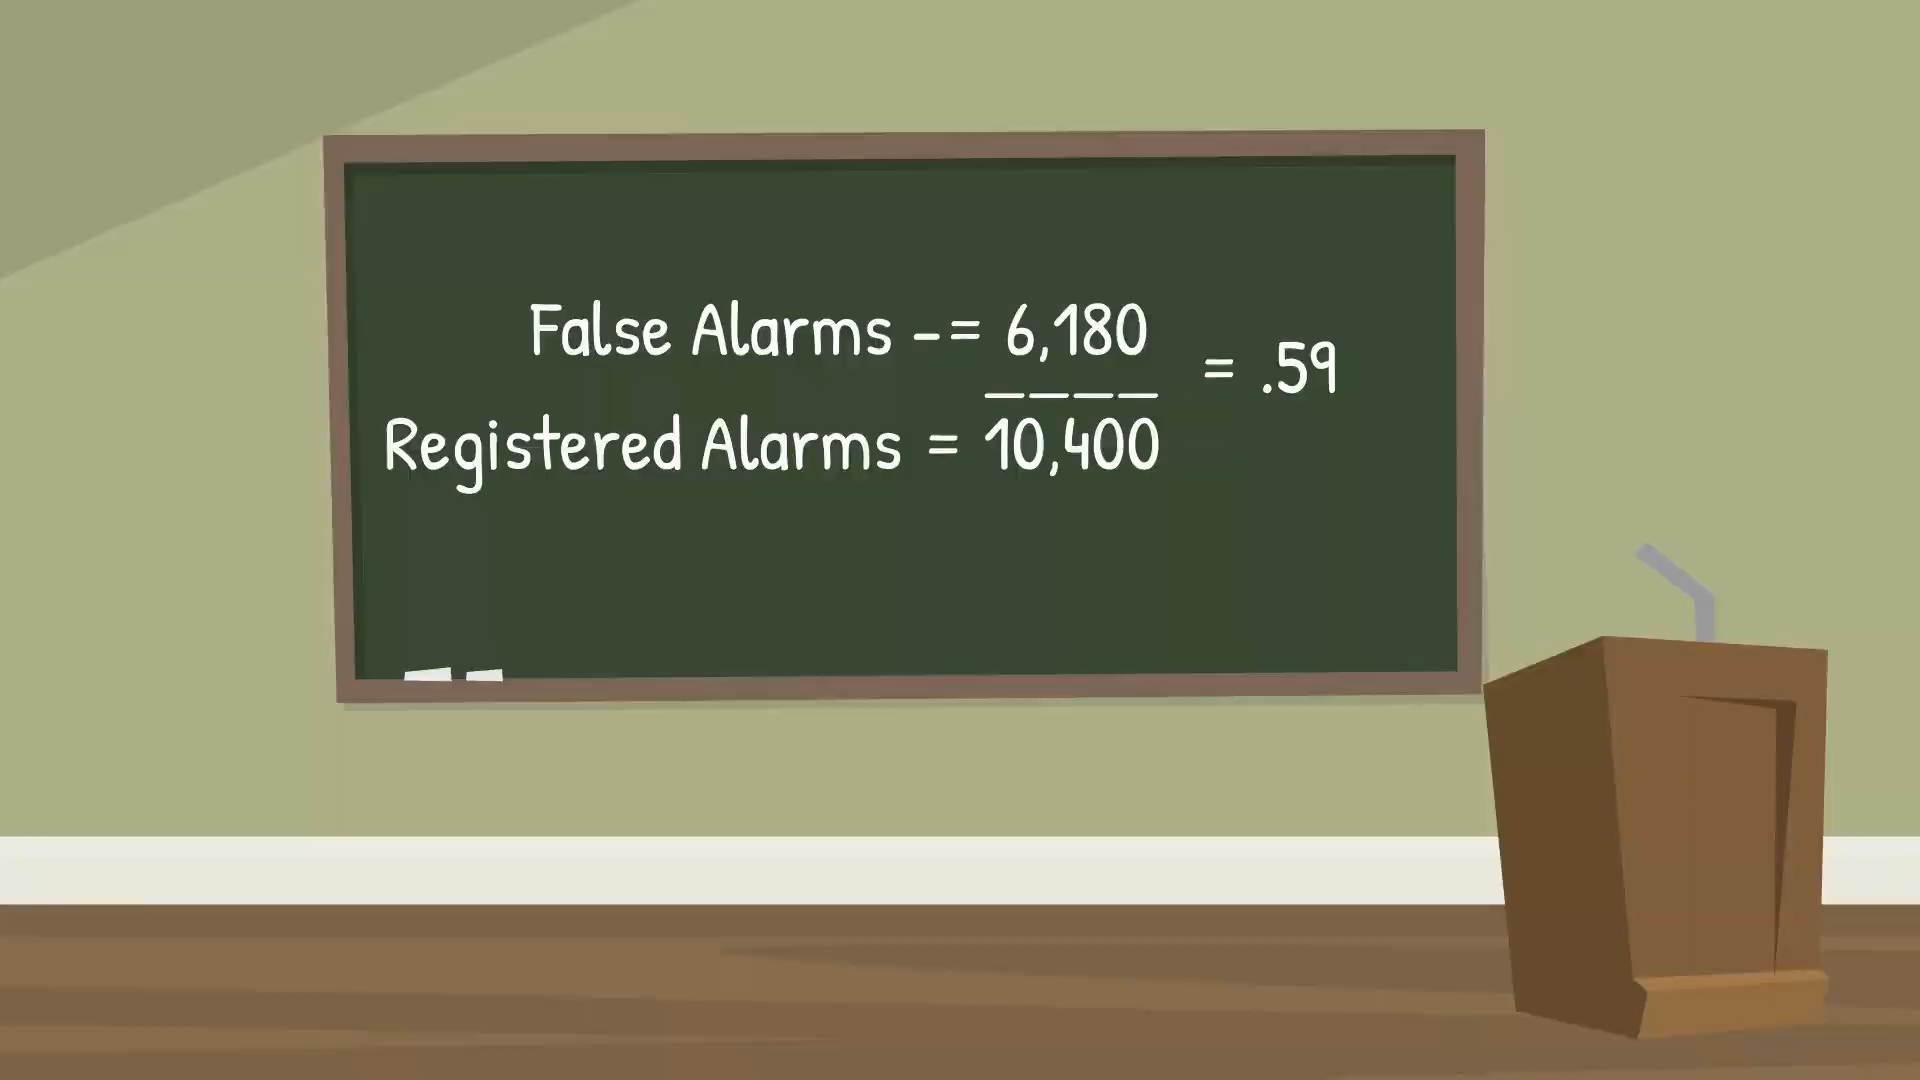 False Alarms -= 6,180
= .59
____
Registered Alarms = 10,400